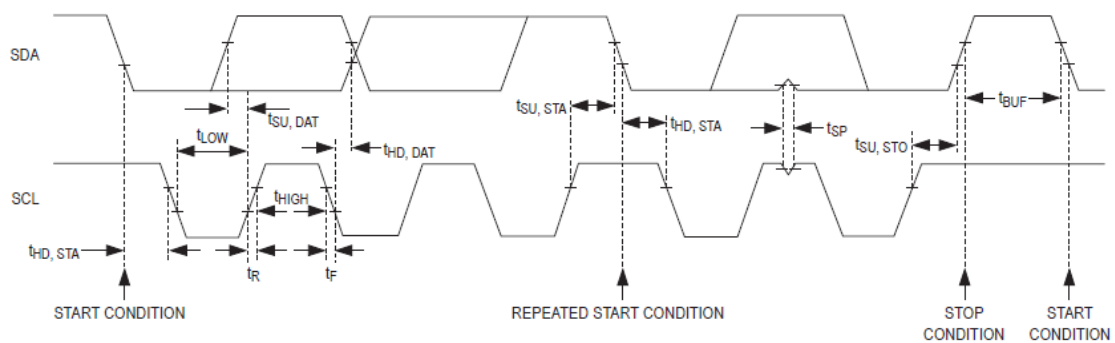 SDA
tSU, STA
tBUF
tSU, DAT
tHD, STA
tSP
tLOW
tHD, DAT
tSU, STO
SCL
tHIGH
tHD, STA
tR
tF
START CONDITION
REPEATED START CONDITION
STOP
CONDITION
START
CONDITION